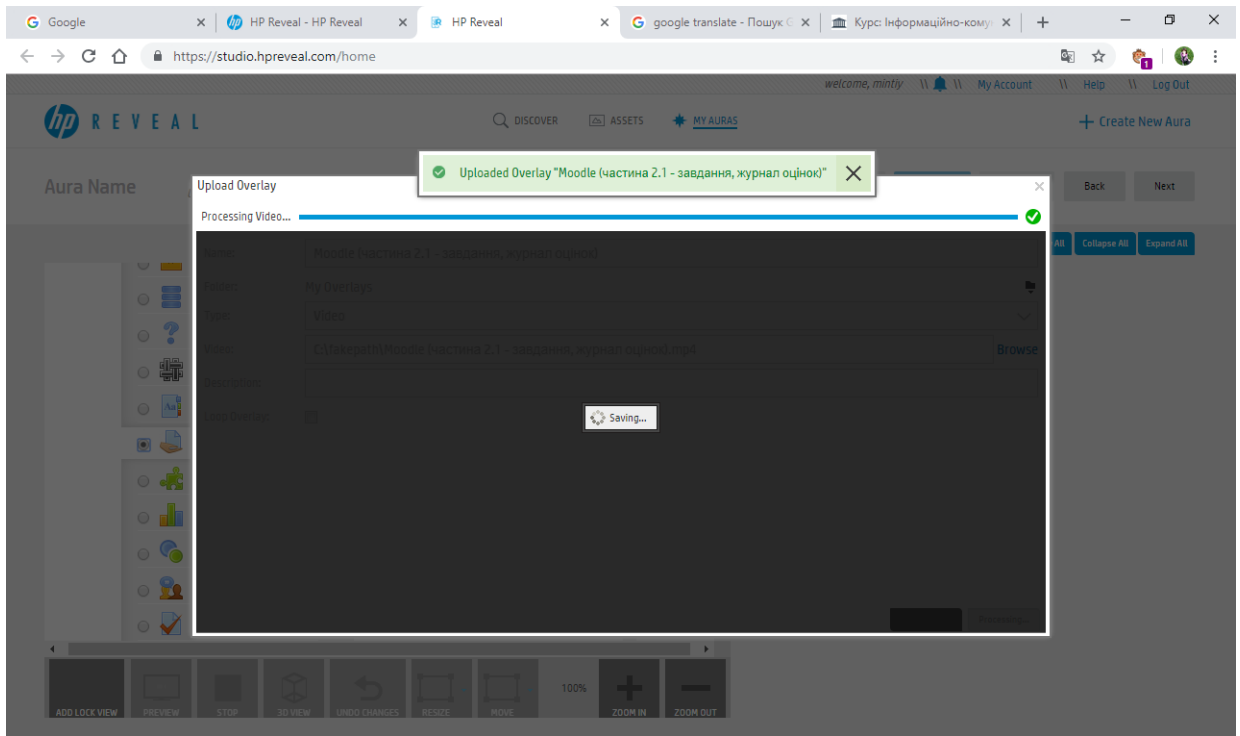 Google
HP Reveal - HP Reveal
HP Reveal
google translate - Пошук G
Курс: Інформаційно-кому
https://studio.hpreveal.com/home
1
welcome, mintiy \\ \\ My Account \\ Help \\ Log Out
hp REVEAL
DISCOVER
ASSETS
MY AURAS
+ Create New Aura
Uploaded Overlay "Moodle (частина 2.1 - завдання, журнал оцінок)"
Aura Name
Upload Overlay
Back
Next
Processing Video...
All
Collapse All
Expand All
Name:
Moodle (частина 2.1 - завдання, журнал оцінок)
Folder:
My Overlays
Type:
Video
Video:
C:\fakepath\Moodle (частина 2.1 - завдання, журнал оцінок).mp4
Browse
Description:
Loop Overlay:
Saving...
Processing...
100%
ADD LOCK VIEW
PREVIEW
STOP
3D VIEW
UNDO CHANGES
RESIZE
MOVE
ZOOM IN
ZOOM OUT